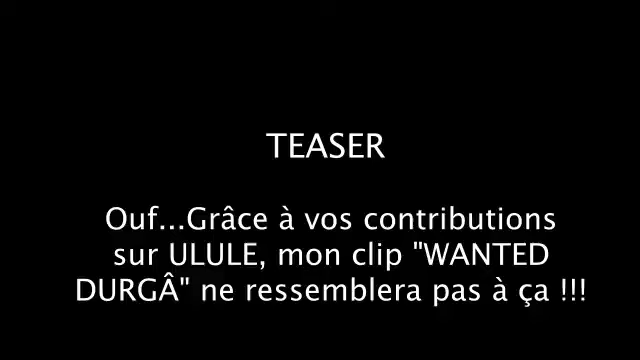 TEASER
Ouf...Grâce à vos contributions
sur ULULE, mon clip "WANTED
DURGÂ" ne ressemblera pas à ça !!!